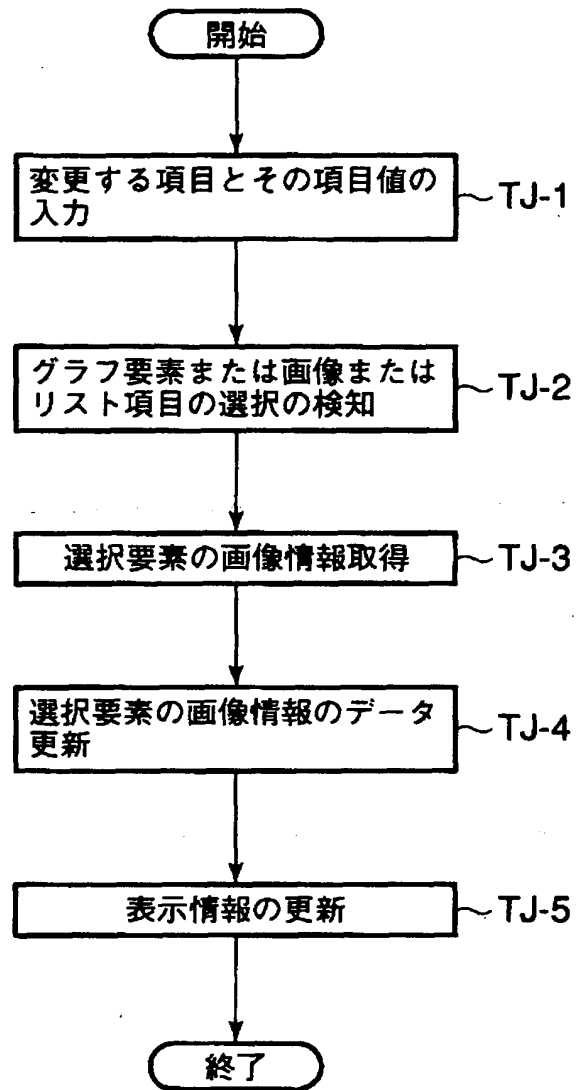 開始
変更する項目とその項目値の
入力
TJ-1
グラフ要素または画像または
リスト項目の選択の検知
TJ-2
選択要素の画像情報取得
TJ-3
選択要素の画像情報のデータ
更新
TJ-4
表示情報の更新
TJ-5
終了